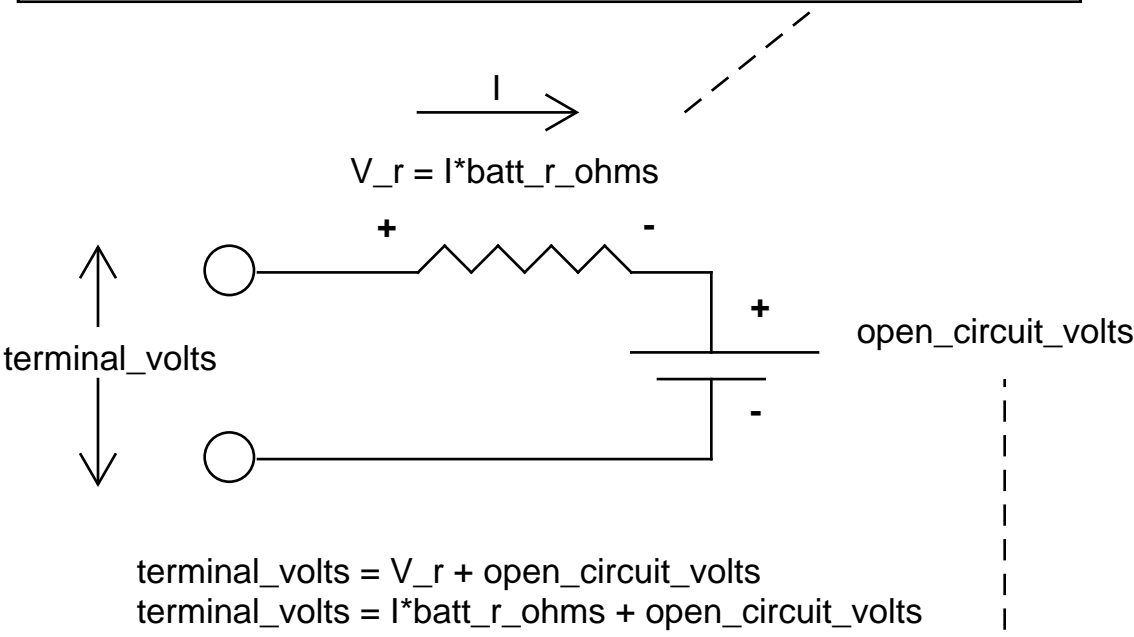 I
V_r = I*batt_r_ohms
+ -
+
open_circuit_volts
terminal_volts
-
terminal_volts = V_r + open_circuit_volts
terminal_volts = I*batt_r_ohms + open_circuit_volts